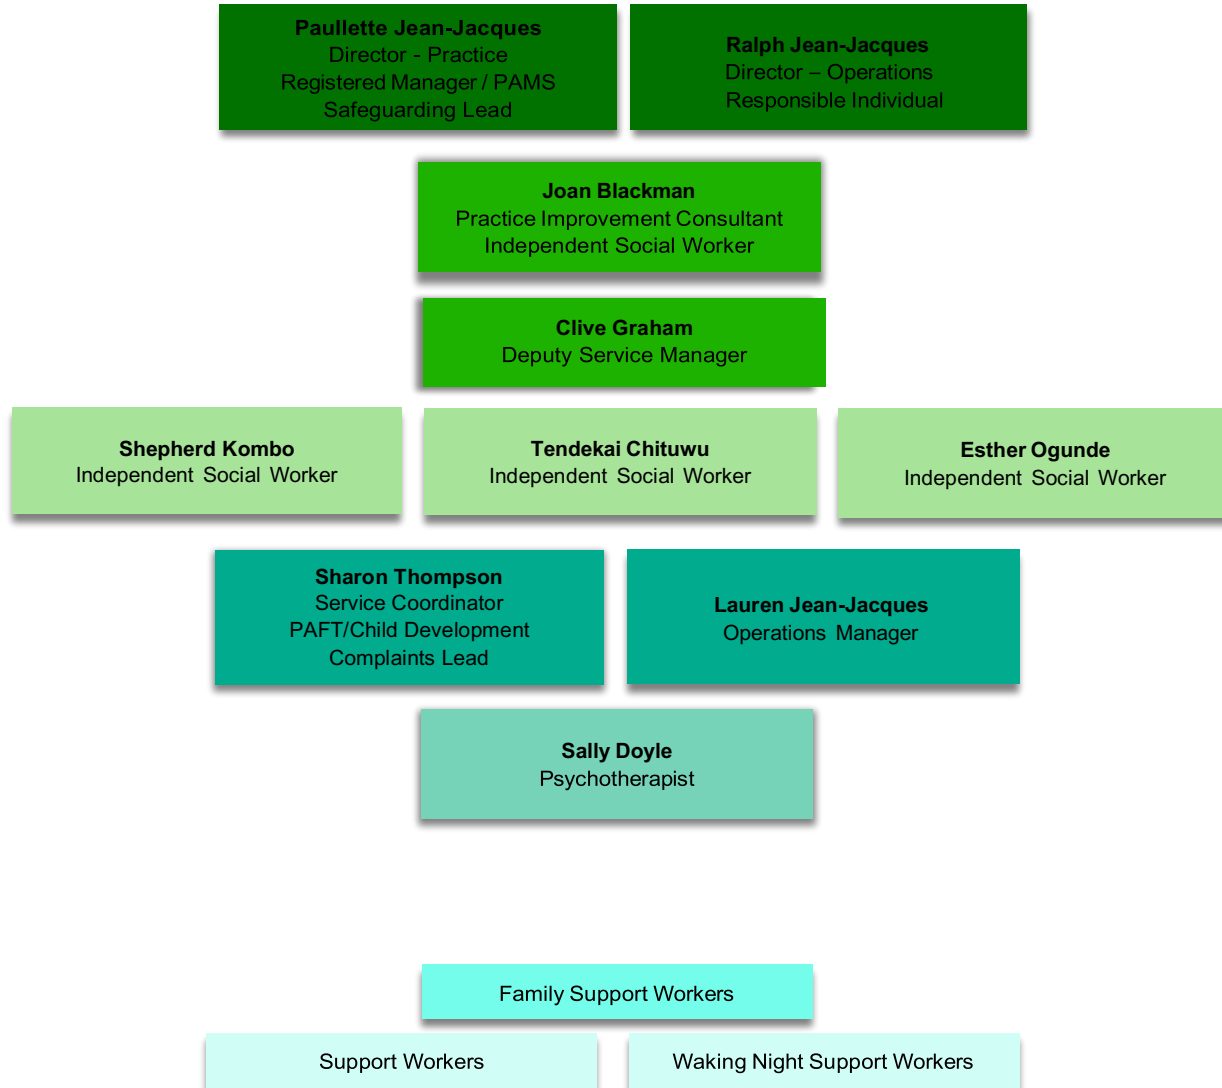 Paullette Jean-Jacques
Director - Practice
Registered Manager / PAMS
Safeguarding Lead
Ralph Jean-Jacques
Director – Operations
Responsible Individual
Joan Blackman
Practice Improvement Consultant
Independent Social Worker
Clive Graham
Deputy Service Manager
Shepherd Kombo
Independent Social Worker
Tendekai Chituwu
Independent Social Worker
Esther Ogunde
Independent Social Worker
Sharon Thompson
Service Coordinator
PAFT/Child Development
Complaints Lead
Lauren Jean-Jacques
Operations Manager
Sally Doyle
Psychotherapist
Family Support Workers
Support Workers
Waking Night Support Workers